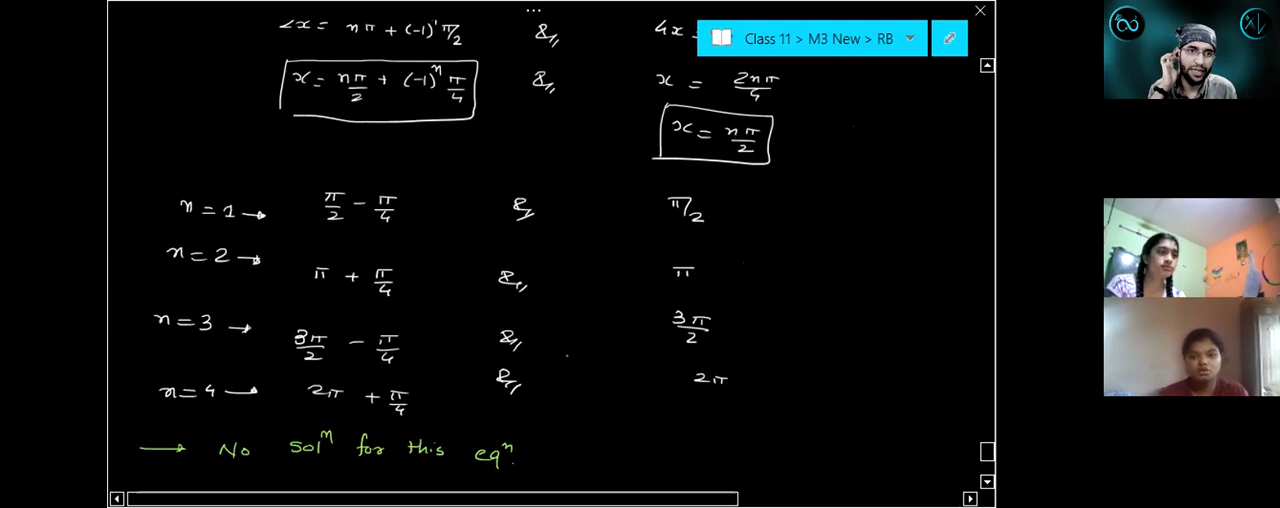 2x = nπ + (-1)ⁿ π/2 & 4x =
Class 11 > M3 New > RB
x = nπ/2 + (-1)ⁿ π/4 & x = 2nπ/4
x = nπ/2
n = 1 → π/2 - π/4 & π/2
n = 2 → π + π/4 & π
n = 3 → 3π/2 - π/4 & 3π/2
n = 4 → 2π + π/4 & 2π
→ No solⁿ for this eqⁿ.